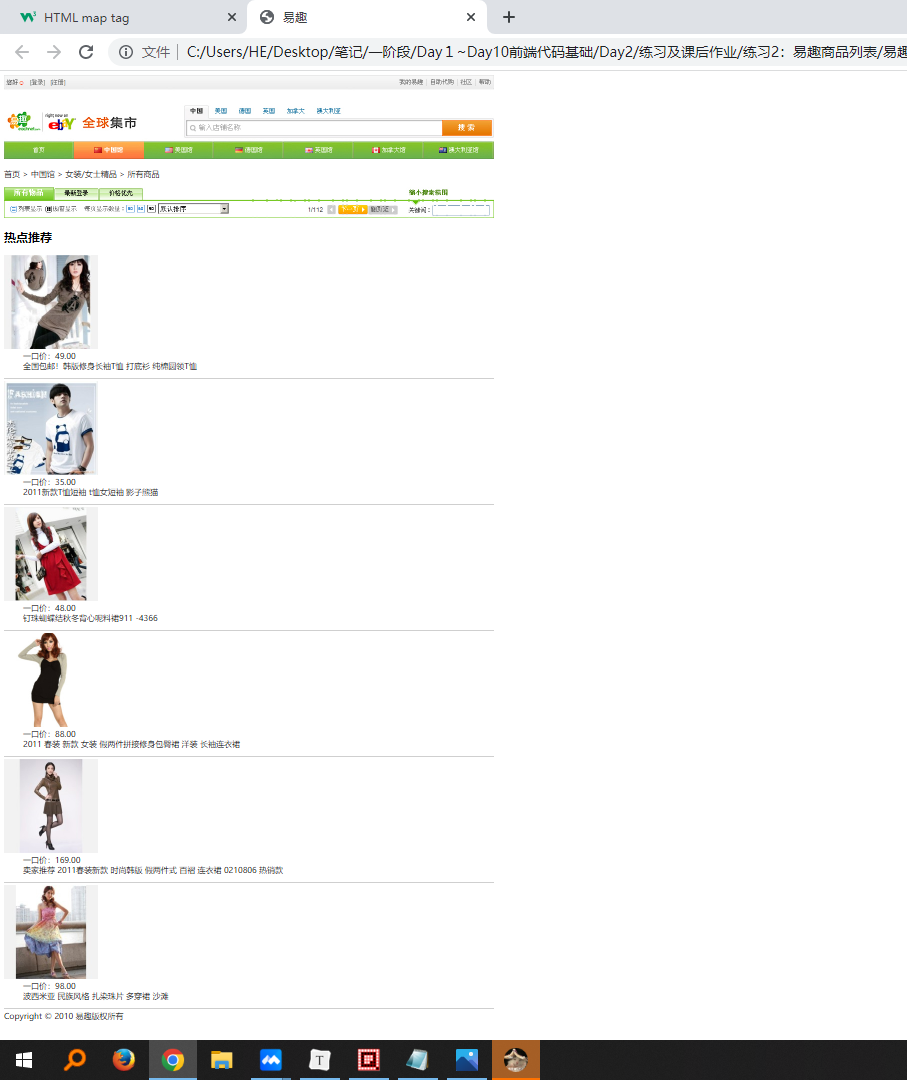 HTML map tag
易趣
文件 C:/Users/HE/Desktop/笔记/一阶段/Day１~Day10前端代码基础/Day2/练习及课后作业/练习2：易趣商品列表/易趣
您好 [登录] [注册] 我的易趣 | 自助代购 | 社区 | 帮助
中国 美国 德国 英国 加拿大 澳大利亚
易趣 eachnet.com right now on ebay 全球集市
输入店铺名称 搜 索
首页 中国馆 美国馆 德国馆 英国馆 加拿大馆 澳大利亚馆
首页 > 中国馆 > 女装/女士精品 > 所有商品
所有物品 最新登录 价格优先 缩小搜索范围
列表显示 橱窗显示 每页显示数量： 默认排序 1/112 下一页 关键词：
热点推荐
一口价：49.00
全国包邮！韩版修身长袖T恤 打底衫 纯棉圆领T恤
FASHION
一口价：35.00
2011新款T恤短袖 t恤女短袖 影子熊猫
一口价：48.00
钉珠蝴蝶结秋冬背心呢料裙911 -4366
一口价：88.00
2011 春装 新款 女装 假两件拼接修身包臀裙 洋装 长袖连衣裙
一口价：169.00
卖家推荐 2011春装新款 时尚韩版 假两件式 百褶 连衣裙 0210806 热销款
一口价：98.00
波西米亚 民族风格 扎染珠片 多穿裙 沙滩
Copyright © 2010 易趣版权所有